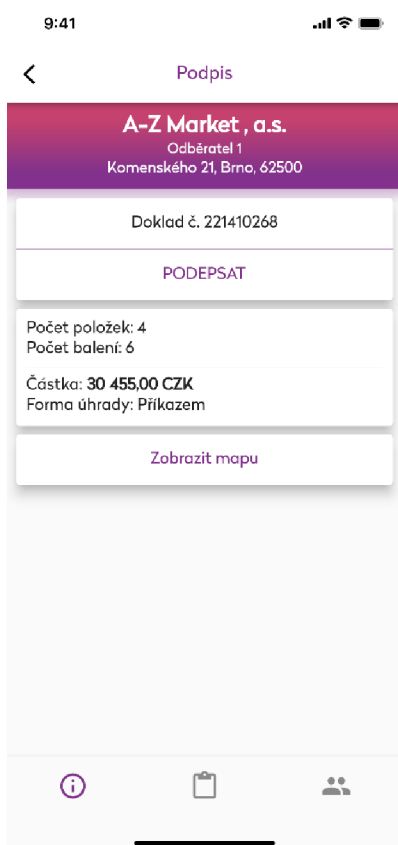 9:41
Podpis
A-Z Market , a.s.
Odběratel 1
Komenského 21, Brno, 62500
Doklad č. 221410268
PODEPSAT
Počet položek: 4
Počet balení: 6
Částka: 30 455,00 CZK
Forma úhrady: Příkazem
Zobrazit mapu